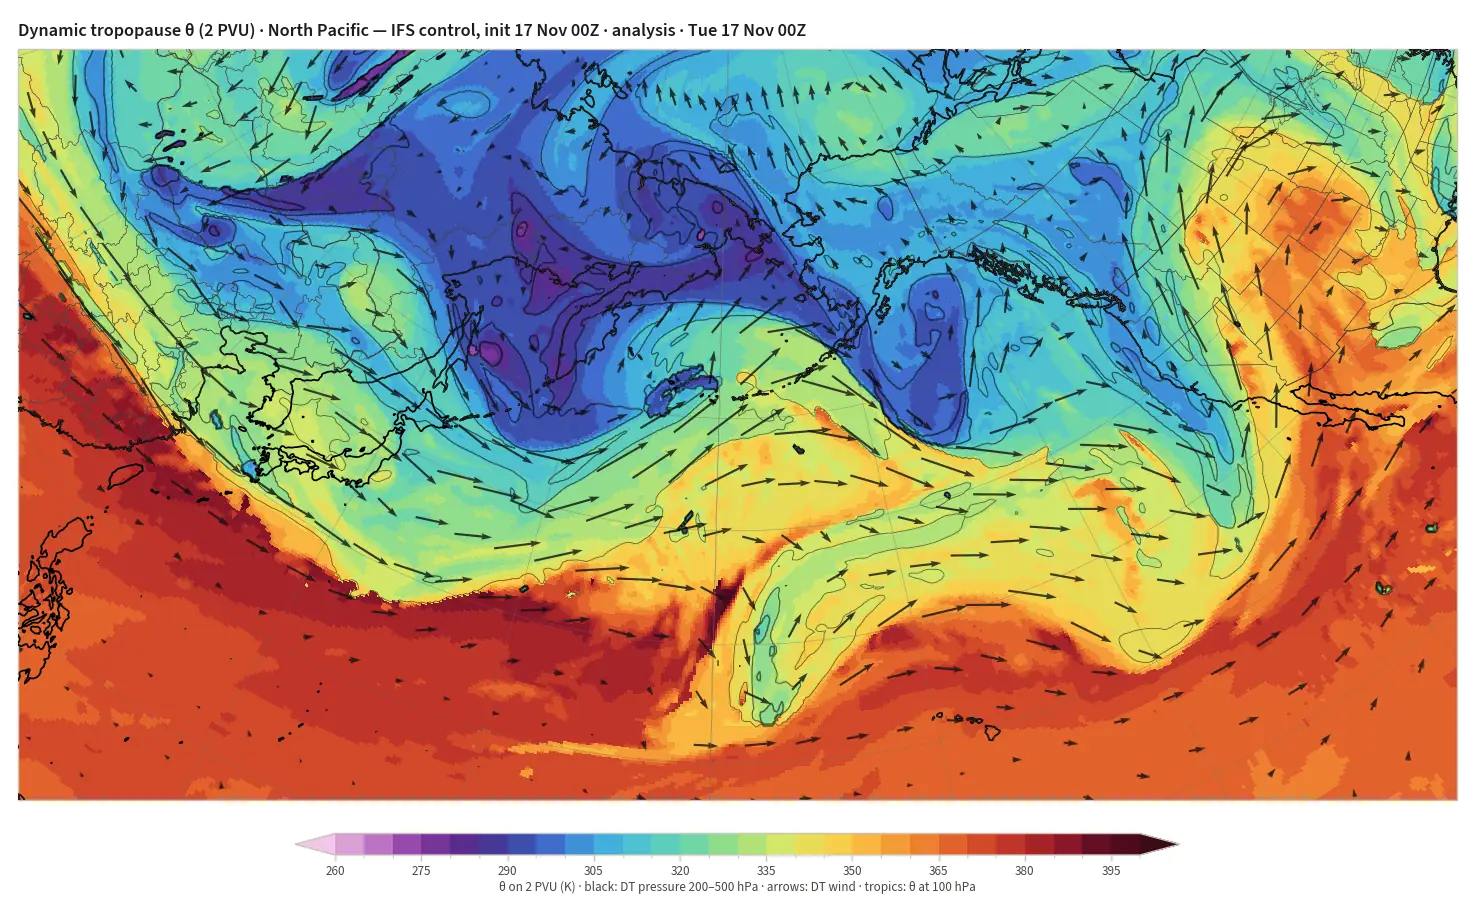 Dynamic tropopause θ (2 PVU) · North Pacific — IFS control, init 17 Nov 00Z · analysis · Tue 17 Nov 00Z
260 275 290 305 320 335 350 365 380 395
θ on 2 PVU (K) · black: DT pressure 200–500 hPa · arrows: DT wind · tropics: θ at 100 hPa